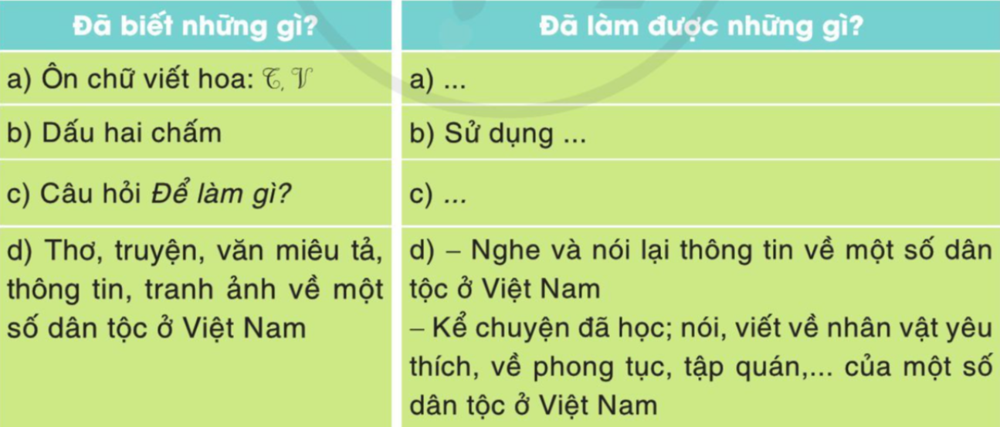 Đã biết những gì?
Đã làm được những gì?
a) Ôn chữ viết hoa: T, V
a) ...
b) Dấu hai chấm
b) Sử dụng ...
c) Câu hỏi Để làm gì?
c) ...
d) Thơ, truyện, văn miêu tả,
thông tin, tranh ảnh về một
số dân tộc ở Việt Nam
d) – Nghe và nói lại thông tin về một số dân
tộc ở Việt Nam
– Kể chuyện đã học; nói, viết về nhân vật yêu
thích, về phong tục, tập quán,... của một số
dân tộc ở Việt Nam